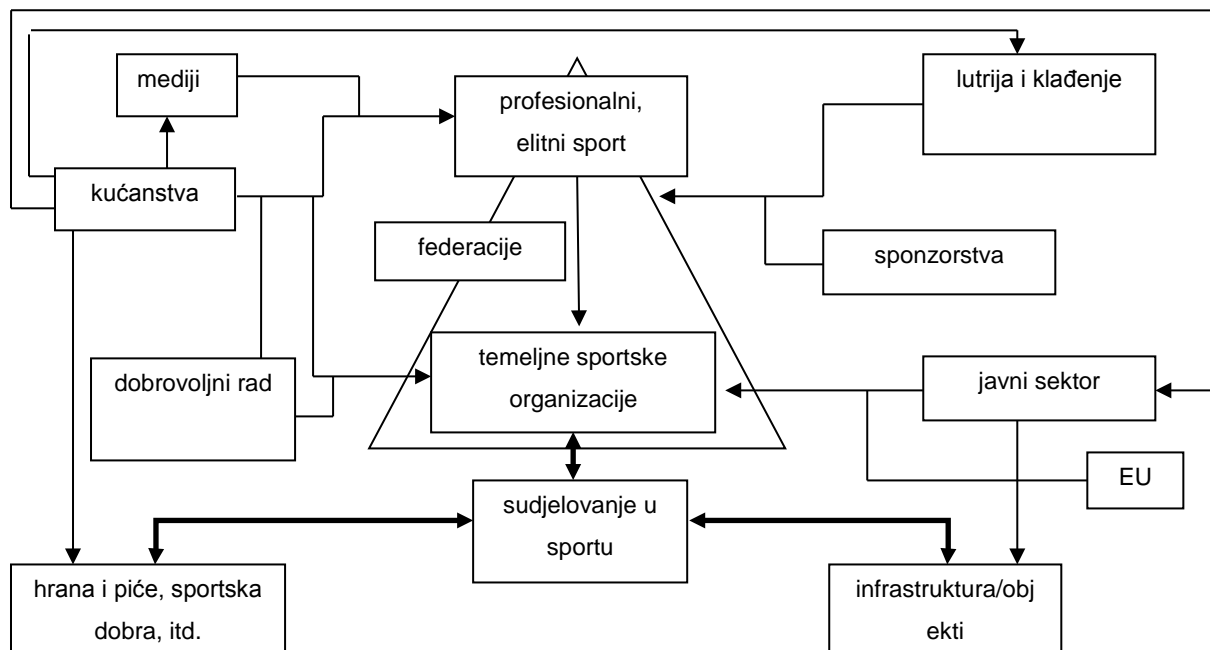 mediji
profesionalni,
elitni sport
lutrija i klađenje
kućanstva
federacije
sponzorstva
dobrovoljni rad
temeljne sportske
organizacije
javni sektor
EU
sudjelovanje u
sportu
hrana i piće, sportska
dobra, itd.
infrastruktura/obj
ekti